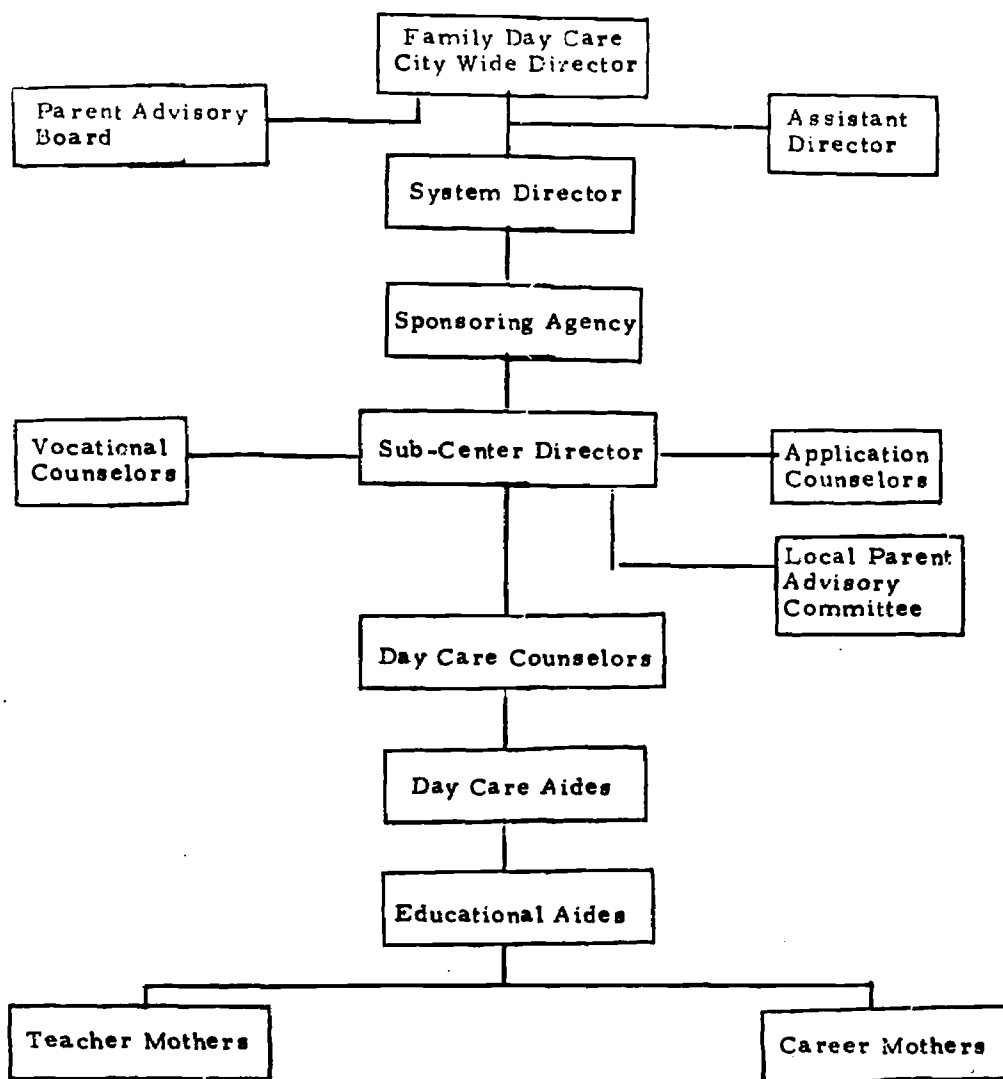 Family Day Care
City Wide Director
Parent Advisory
Board
Assistant
Director
System Director
Sponsoring Agency
Vocational
Counselors
Sub-Center Director
Application
Counselors
Local Parent
Advisory
Committee
Day Care Counselors
Day Care Aides
Educational Aides
Teacher Mothers
Career Mothers